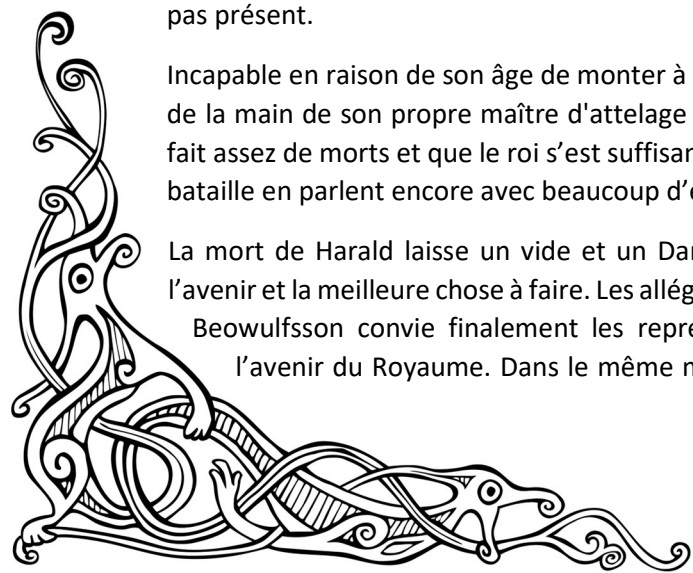 pas présent.
Incapable en raison de son âge de monter à
de la main de son propre maître d'attelage
fait assez de morts et que le roi s'est suffisan
bataille en parlent encore avec beaucoup d'é
La mort de Harald laisse un vide et un Dan
l'avenir et la meilleure chose à faire. Les allég
Beowulfsson convie finalement les repré
l'avenir du Royaume. Dans le même m